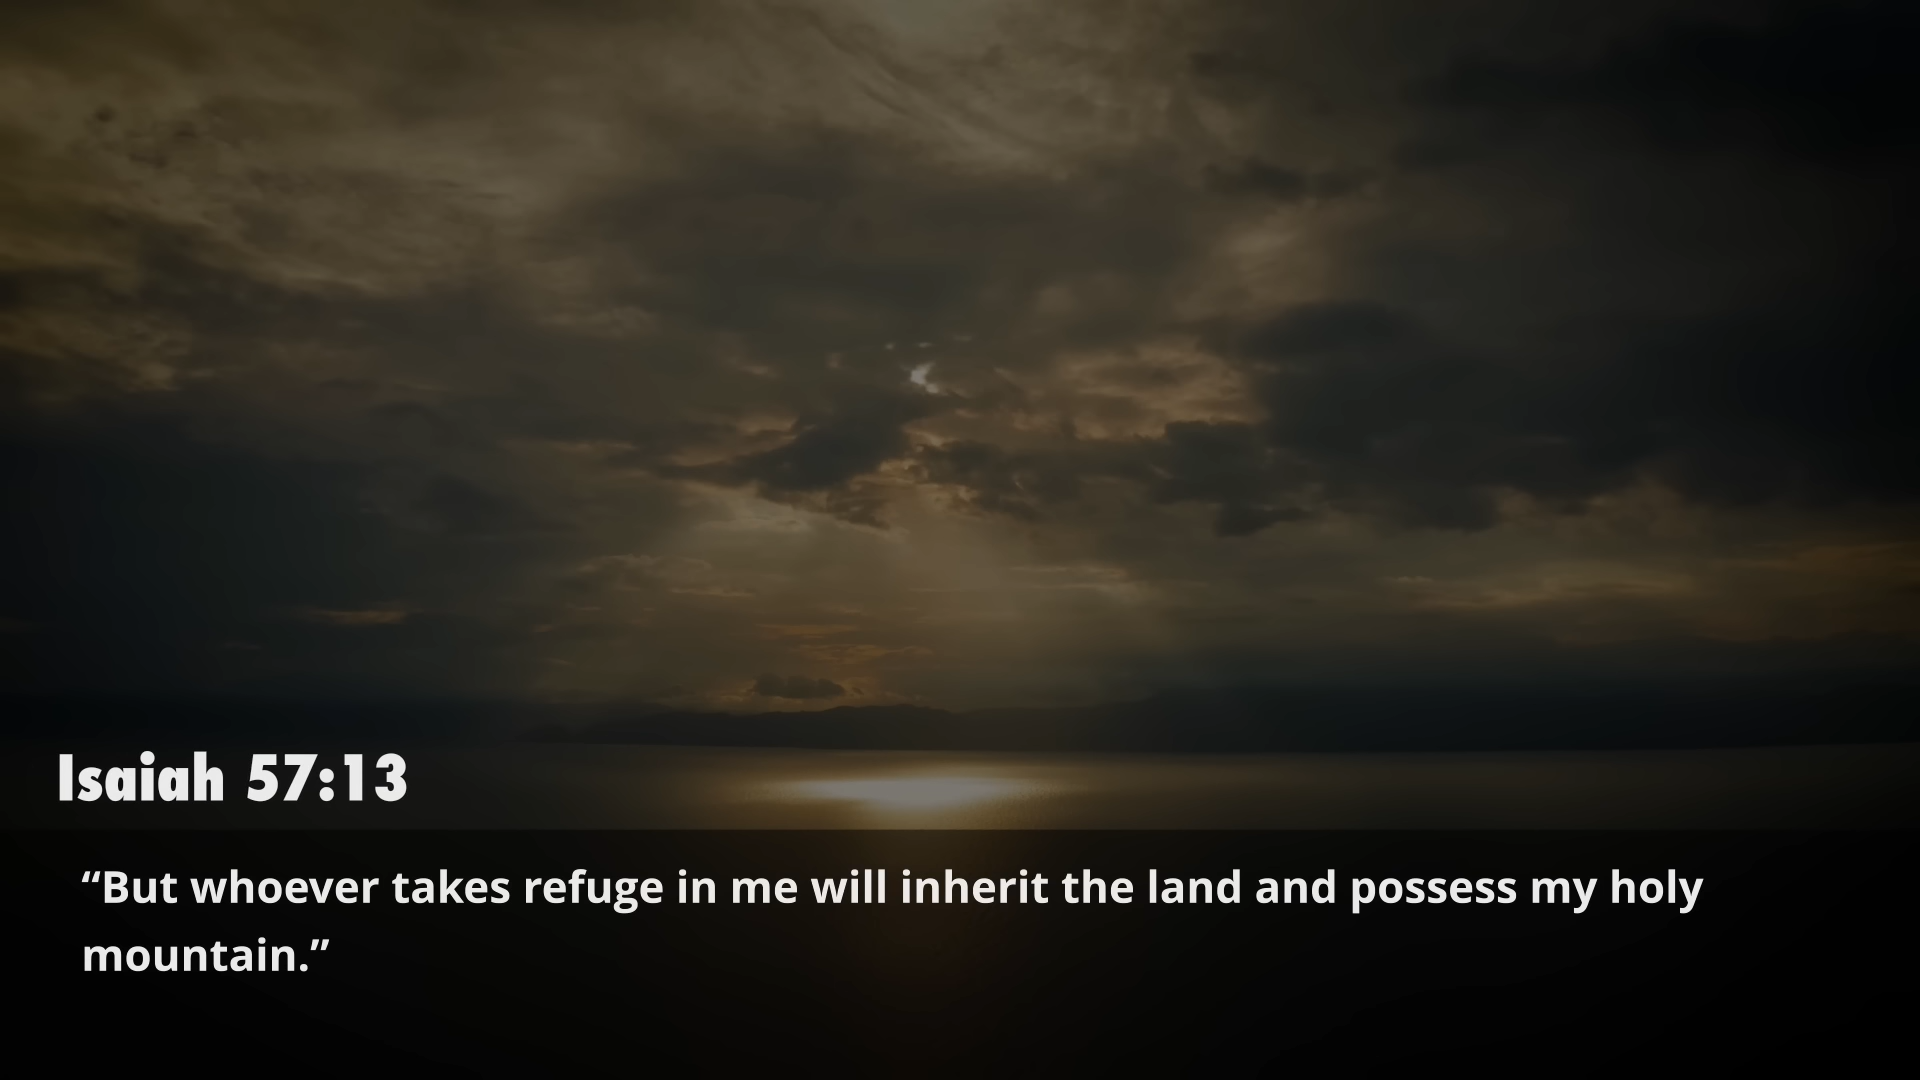 Isaiah 57:13
“But whoever takes refuge in me will inherit the land and possess my holy
mountain.”